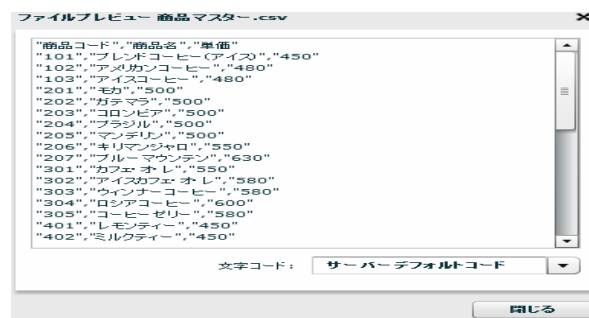 ファイルプレビュー 商品マスター.csv
"商品コード","商品名","単価"
"101","ブレンドコーヒー(アイス)","450"
"102","アメリカンコーヒー","480"
"103","アイスコーヒー","480"
"201","モカ","500"
"202","ガテマラ","500"
"203","コロンビア","500"
"204","ブラジル","500"
"205","マンデリン","500"
"206","キリマンジャロ","550"
"207","ブルーマウンテン","630"
"301","カフェ・オ・レ","550"
"302","アイスカフェ・オ・レ","580"
"303","ウィンナーコーヒー","580"
"304","ロシアコーヒー","600"
"305","コーヒーゼリー","580"
"401","レモンティー","450"
"402","ミルクティー","450"
文字コード: サーバーデフォルトコード
閉じる